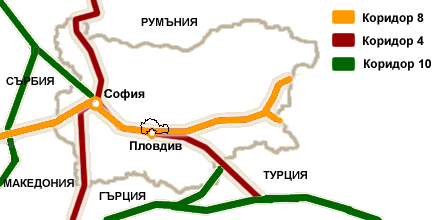 РУМЪНИЯ
Коридор 8
Коридор 4
Коридор 10
СЪРБИЯ
София
Пловдив
МАКЕДОНИЯ
ГЪРЦИЯ
ТУРЦИЯ